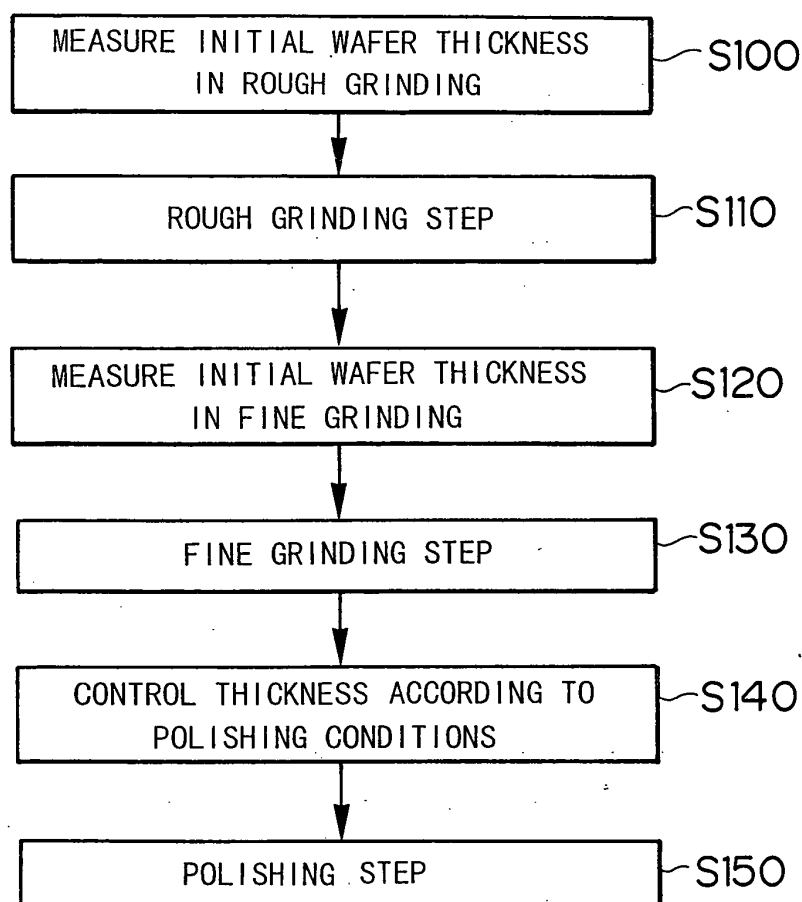 MEASURE INITIAL WAFER THICKNESS
IN ROUGH GRINDING
S100
ROUGH GRINDING STEP
S110
MEASURE INITIAL WAFER THICKNESS
IN FINE GRINDING
S120
FINE GRINDING STEP
S130
CONTROL THICKNESS ACCORDING TO
POLISHING CONDITIONS
S140
POLISHING STEP
S150